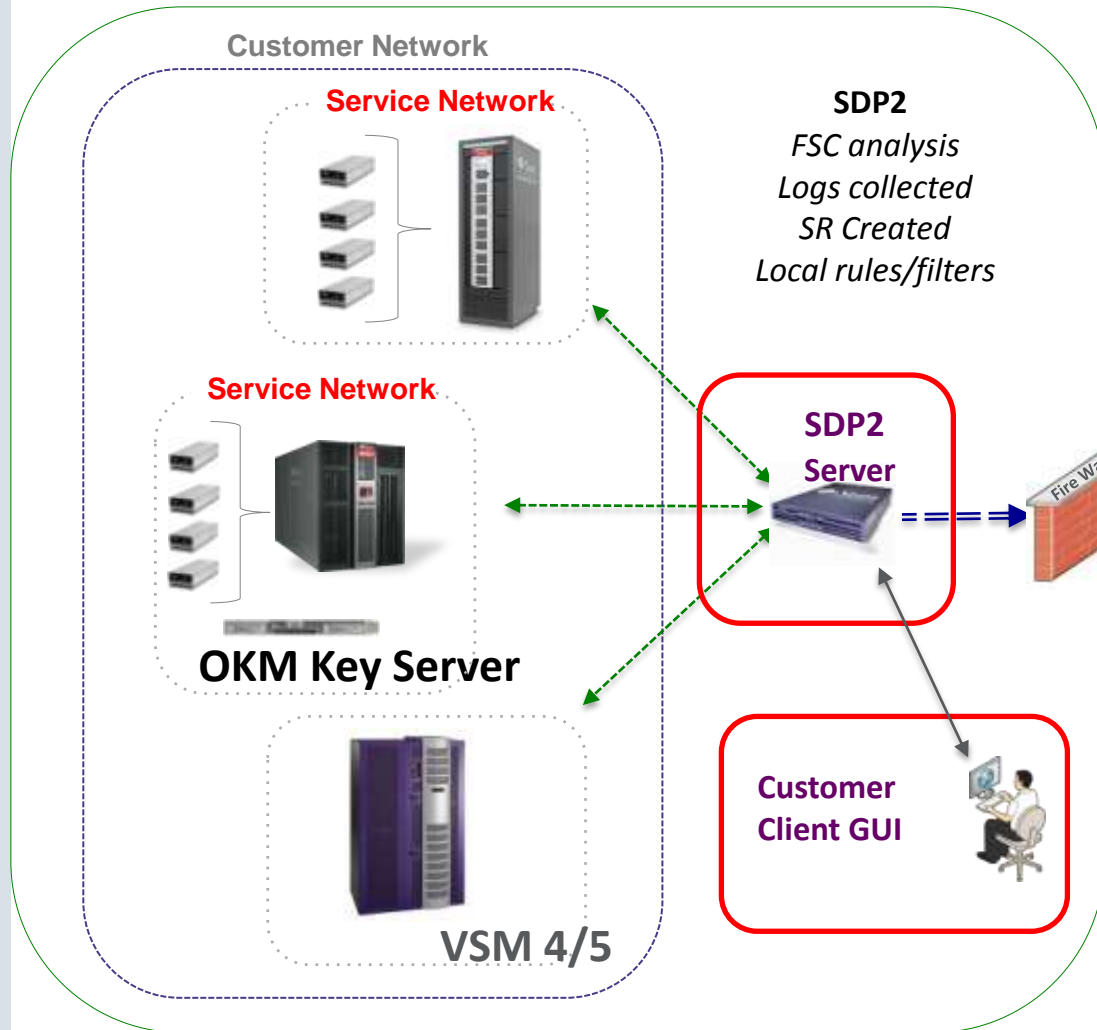 Customer Network
Service Network
SDP2
FSC analysis
Logs collected
SR Created
Local rules/filters
Service Network
SDP2
Server
Fire
OKM Key Server
Customer
Client GUI
VSM 4/5